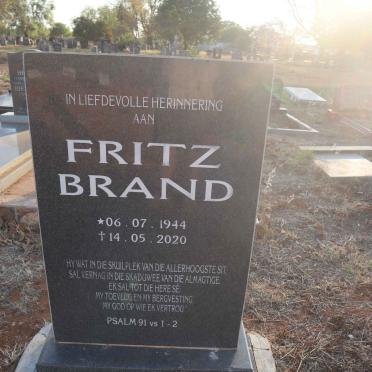 IN LIEFDEVOLLE HERINNERING
AAN
FRITZ
BRAND
★06 . 07 . 1944
†14 . 05 . 2020
HY WAT IN DIE SKUILPLEK VAN DIE ALLERHOOGSTE SIT,
SAL VERNAG IN DIE SKADUWEE VAN DIE ALMAGTIGE.
EK SAL TOT DIE HERE SÊ:
MY TOEVLUG EN MY BERGVESTING,
MY GOD OP WIE EK VERTROU"
PSALM 91 vs 1 - 2